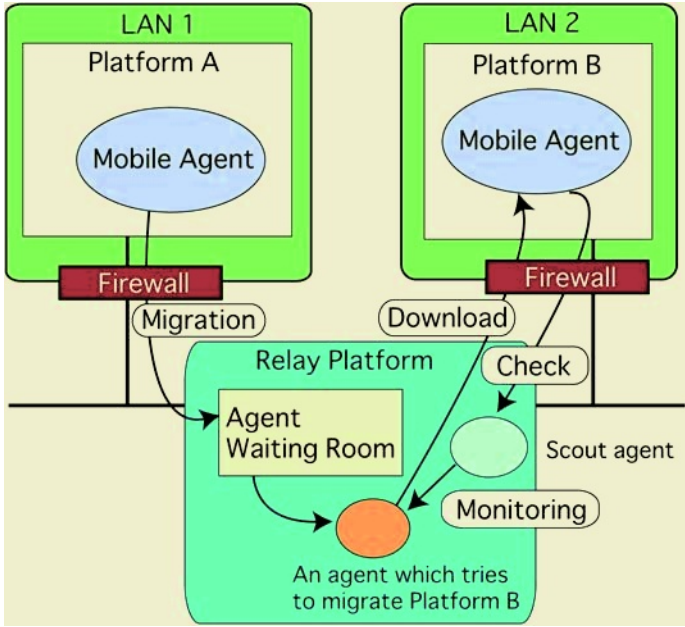 LAN 1
Platform A
Mobile Agent
Firewall
LAN 2
Platform B
Mobile Agent
Firewall
Migration
Download
Check
Relay Platform
Agent
Waiting Room
Scout agent
Monitoring
An agent which tries
to migrate Platform B